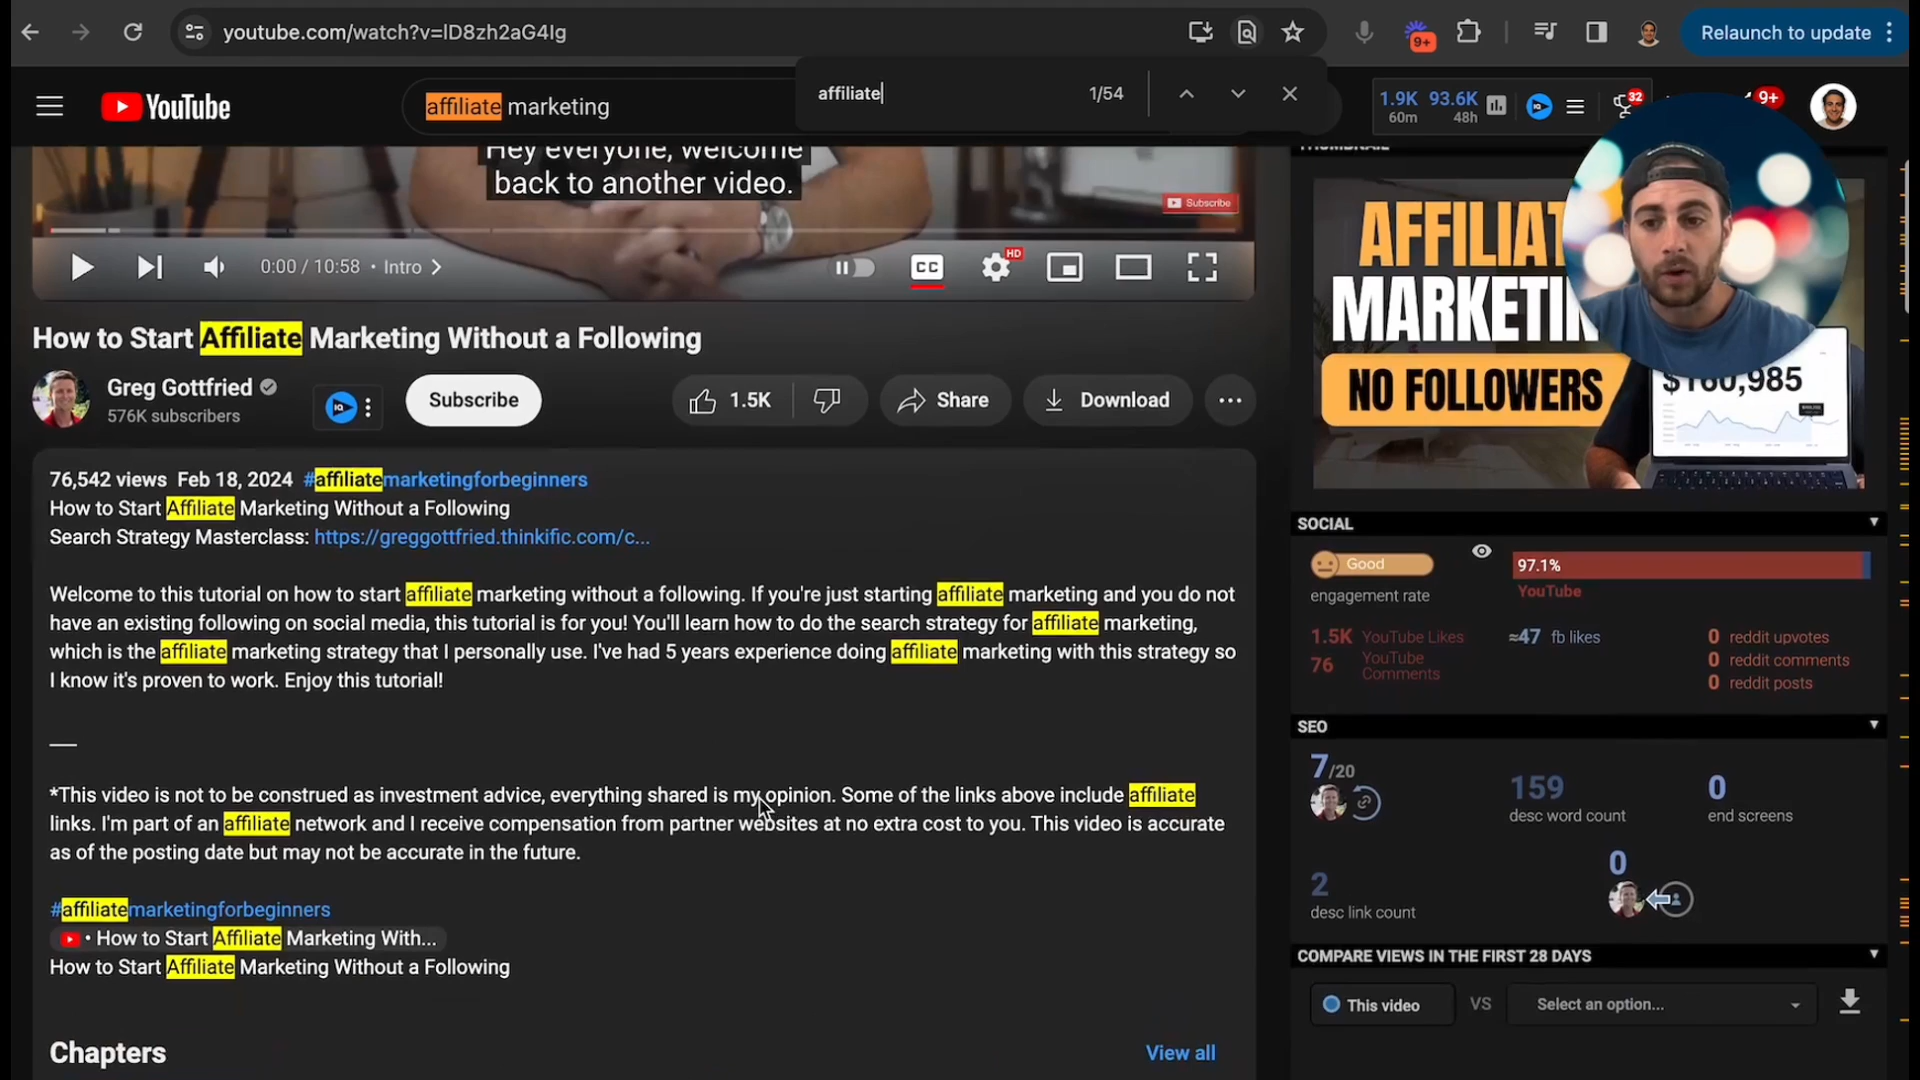 youtube.com/watch?v=lD8zh2aG4Ig
9+
Relaunch to update
YouTube
affiliate marketing
affiliate
1/54
1.9K 93.6K
60m 48h
32
9+
Hey everyone, welcome
back to another video.
Subscribe
0:00 / 10:58 • Intro
CC
HD
How to Start Affiliate Marketing Without a Following
Greg Gottfried
576K subscribers
IQ
Subscribe
1.5K
Share
Download
76,542 views Feb 18, 2024 #affiliatemarketingforbeginners
How to Start Affiliate Marketing Without a Following
Search Strategy Masterclass: https://greggottfried.thinkific.com/c...
Welcome to this tutorial on how to start affiliate marketing without a following. If you're just starting affiliate marketing and you do not
have an existing following on social media, this tutorial is for you! You'll learn how to do the search strategy for affiliate marketing,
which is the affiliate marketing strategy that I personally use. I've had 5 years experience doing affiliate marketing with this strategy so
I know it's proven to work. Enjoy this tutorial!
*This video is not to be construed as investment advice, everything shared is my opinion. Some of the links above include affiliate
links. I'm part of an affiliate network and I receive compensation from partner websites at no extra cost to you. This video is accurate
as of the posting date but may not be accurate in the future.
#affiliatemarketingforbeginners
• How to Start Affiliate Marketing With...
How to Start Affiliate Marketing Without a Following
Chapters
View all
THUMBNAIL
AFFILIAT
MARKETIN
NO FOLLOWERS
$160,985
SOCIAL
Good
engagement rate
97.1%
YouTube
1.5K YouTube Likes
76 YouTube
Comments
≈47 fb likes
0 reddit upvotes
0 reddit comments
0 reddit posts
SEO
7/20
159
desc word count
0
end screens
2
desc link count
0
COMPARE VIEWS IN THE FIRST 28 DAYS
This video
VS
Select an option...